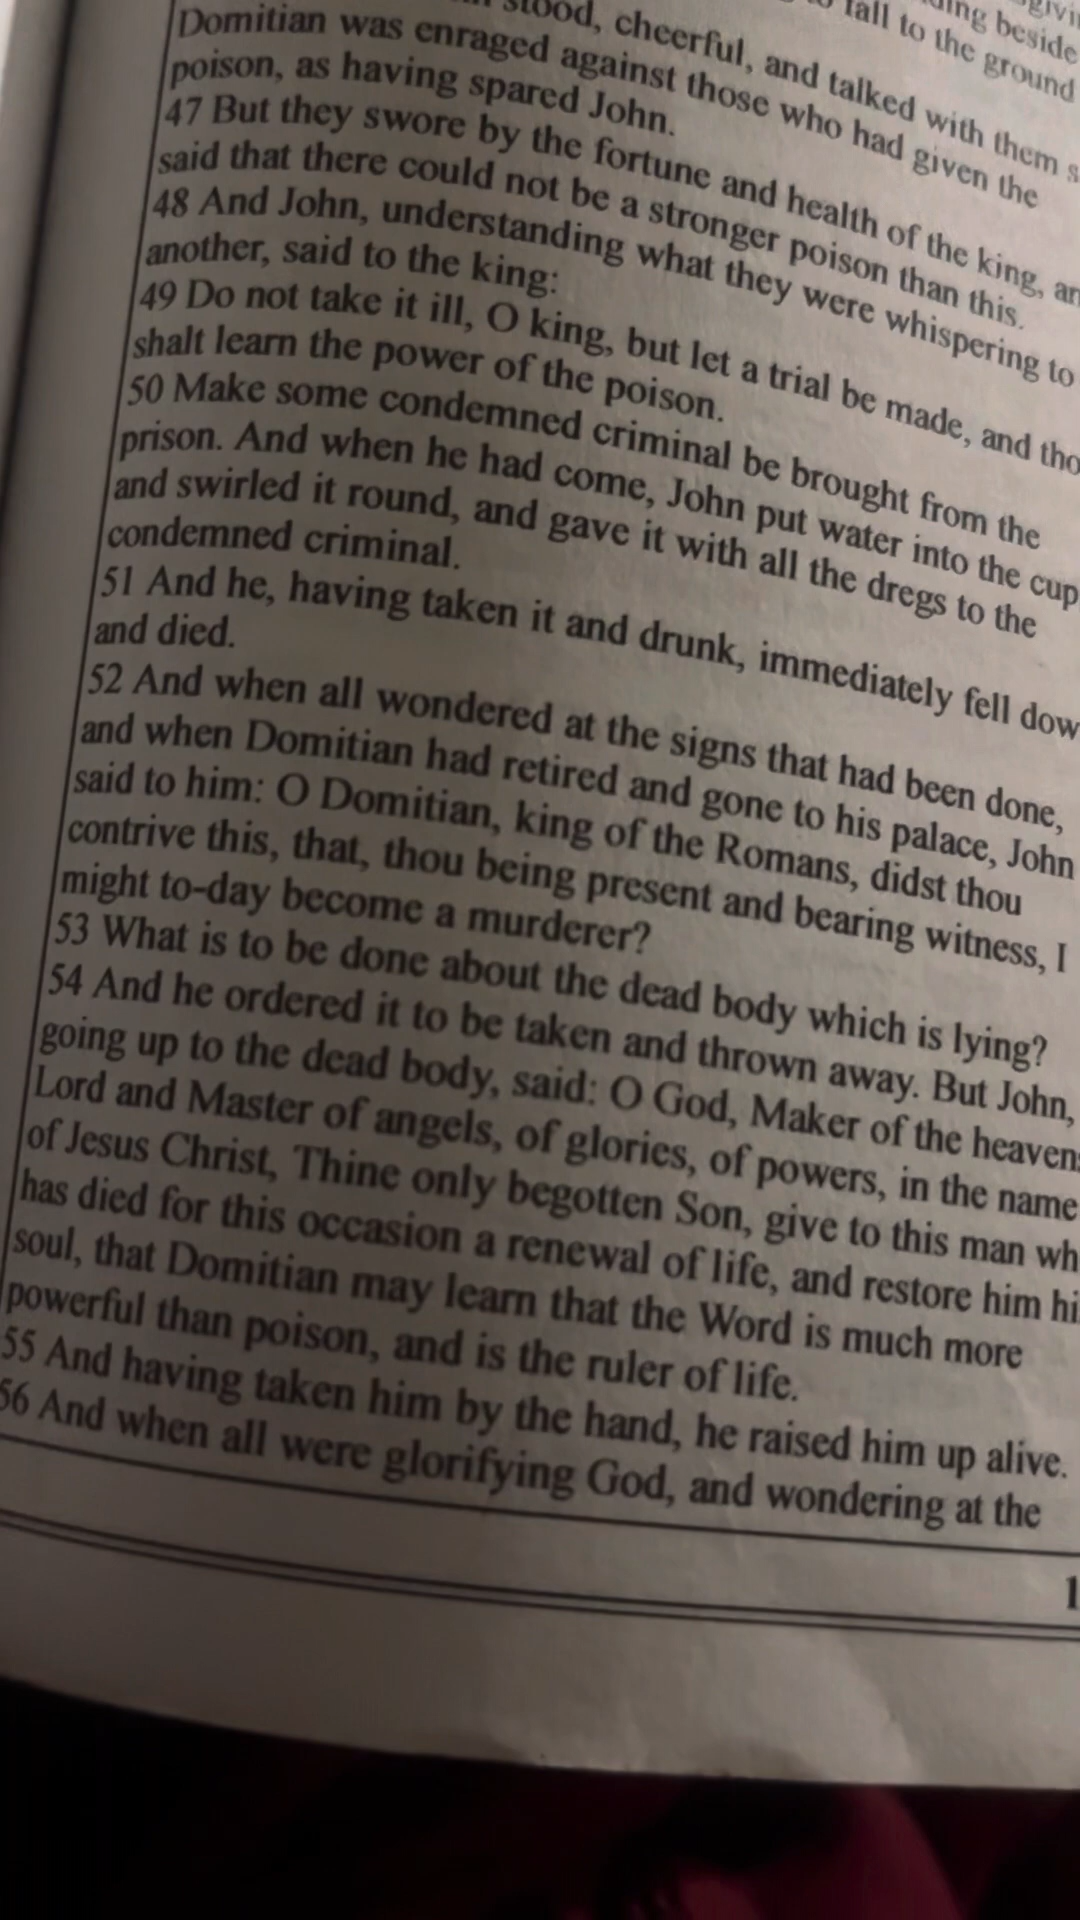 stood, cheerful, and talked with them
fall to the ground
beside
Domitian was enraged against those who had given the
poison, as having spared John.
47 But they swore by the fortune and health of the king, an
said that there could not be a stronger poison than this.
48 And John, understanding what they were whispering to
another, said to the king:
49 Do not take it ill, O king, but let a trial be made, and tho
shalt learn the power of the poison.
50 Make some condemned criminal be brought from the
prison. And when he had come, John put water into the cup
and swirled it round, and gave it with all the dregs to the
condemned criminal.
51 And he, having taken it and drunk, immediately fell dow
and died.
52 And when all wondered at the signs that had been done,
and when Domitian had retired and gone to his palace, John
said to him: O Domitian, king of the Romans, didst thou
contrive this, that, thou being present and bearing witness, I
might to-day become a murderer?
53 What is to be done about the dead body which is lying?
54 And he ordered it to be taken and thrown away. But John,
going up to the dead body, said: O God, Maker of the heavens
Lord and Master of angels, of glories, of powers, in the name
of Jesus Christ, Thine only begotten Son, give to this man wh
has died for this occasion a renewal of life, and restore him hi
soul, that Domitian may learn that the Word is much more
powerful than poison, and is the ruler of life.
55 And having taken him by the hand, he raised him up alive.
56 And when all were glorifying God, and wondering at the
1